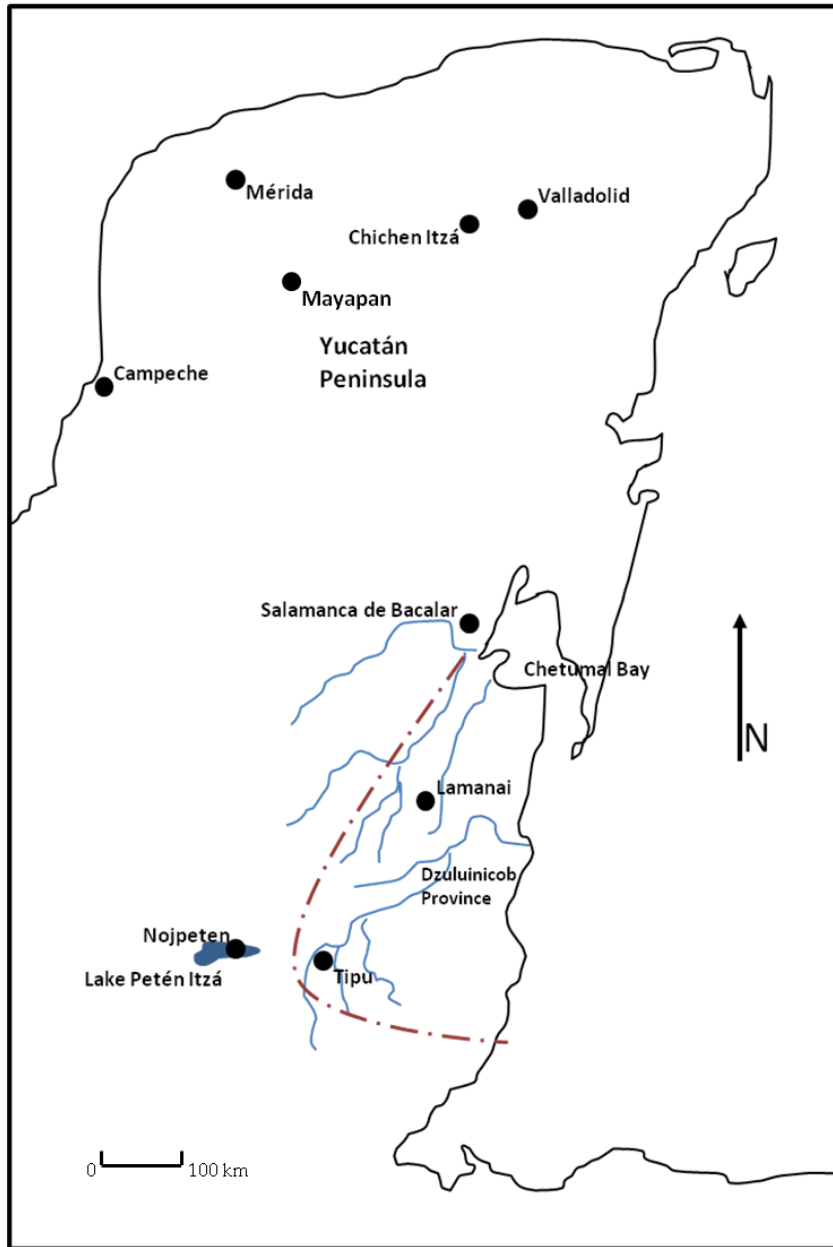 Mérida
Valladolid
Chichen Itzá
Mayapan
Yucatán
Peninsula
Campeche
Salamanca de Bacalar
Chetumal Bay
N
Lamanai
Dzuluinicob
Province
Nojpeten
Tipu
Lake Petén Itzá
0 100 km